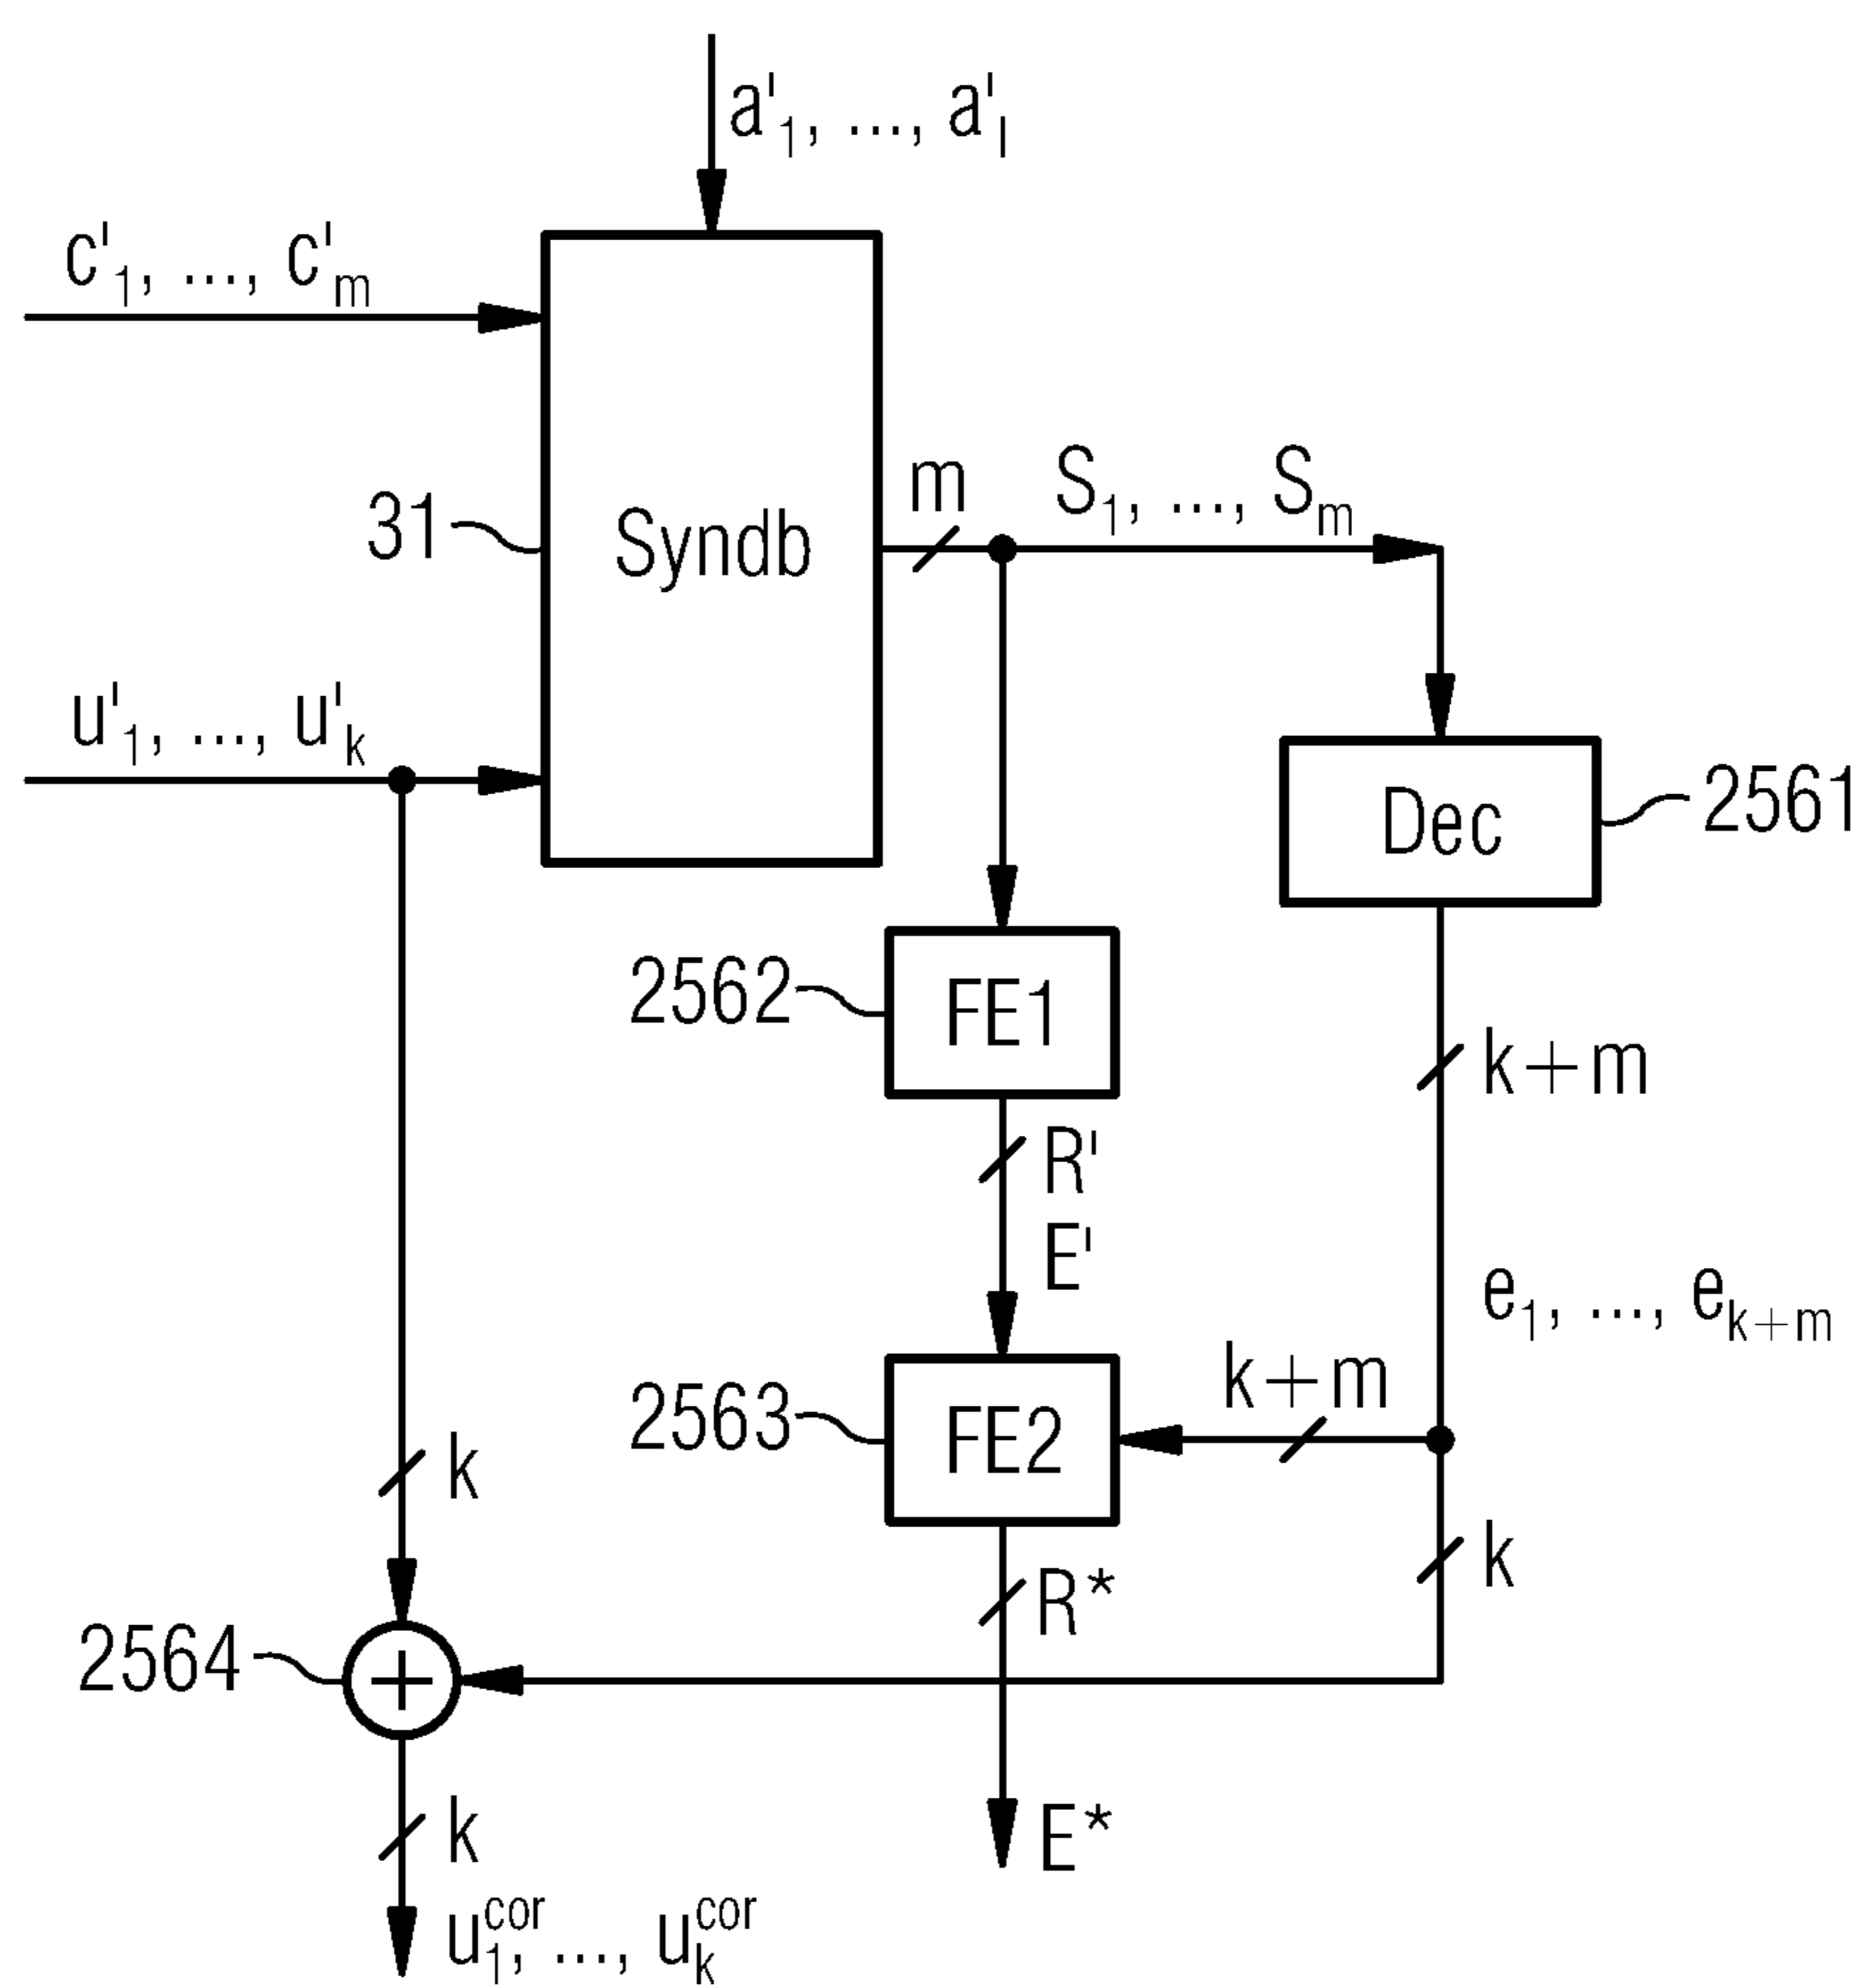 a'1, ..., a'l
c'1, ..., c'm
m
S1, ..., Sm
31
Syndb
u'1, ..., u'k
Dec
2561
2562
FE1
k+m
R'
E'
e1, ..., ek+m
2563
FE2
k+m
k
k
R*
2564
k
E*
u1cor, ..., ukcor